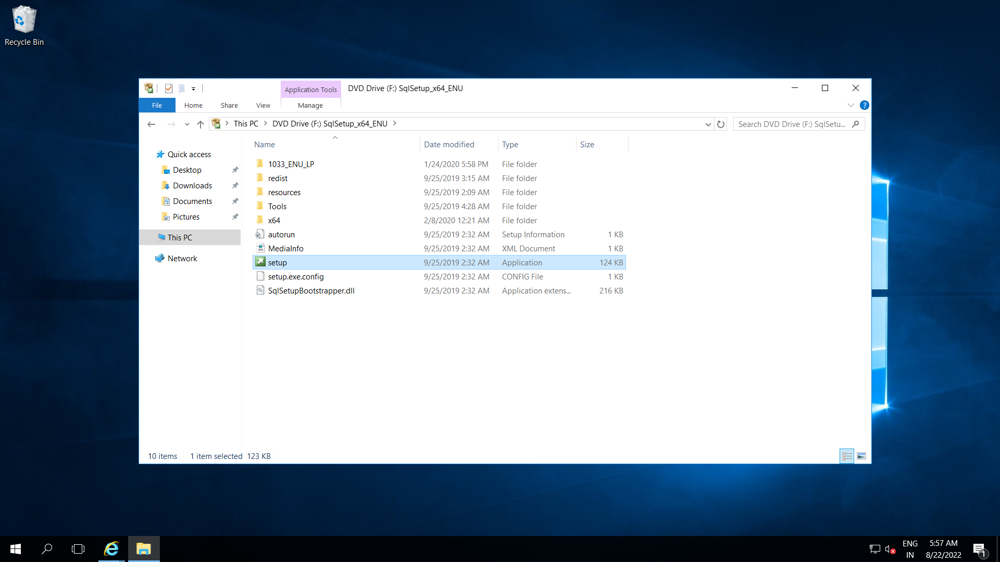 Recycle Bin
Application Tools
DVD Drive (F:) SqlSetup_x64_ENU
File Home Share View Manage
?
This PC DVD Drive (F:) SqlSetup_x64_ENU
Search DVD Drive (F:) SqlSetu...
Quick access
Desktop
Downloads
Documents
Pictures
This PC
Network
Name Date modified Type Size
1033_ENU_LP 1/24/2020 5:58 PM File folder
redist 9/25/2019 3:15 AM File folder
resources 9/25/2019 2:09 AM File folder
Tools 9/25/2019 4:28 AM File folder
x64 2/8/2020 12:21 AM File folder
autorun 9/25/2019 2:32 AM Setup Information 1 KB
MediaInfo 9/25/2019 2:32 AM XML Document 1 KB
setup 9/25/2019 2:32 AM Application 124 KB
setup.exe.config 9/25/2019 2:32 AM CONFIG File 1 KB
SqlSetupBootstrapper.dll 9/25/2019 2:32 AM Application extens... 216 KB
10 items 1 item selected 123 KB
ENG
IN
5:57 AM
8/22/2022
1